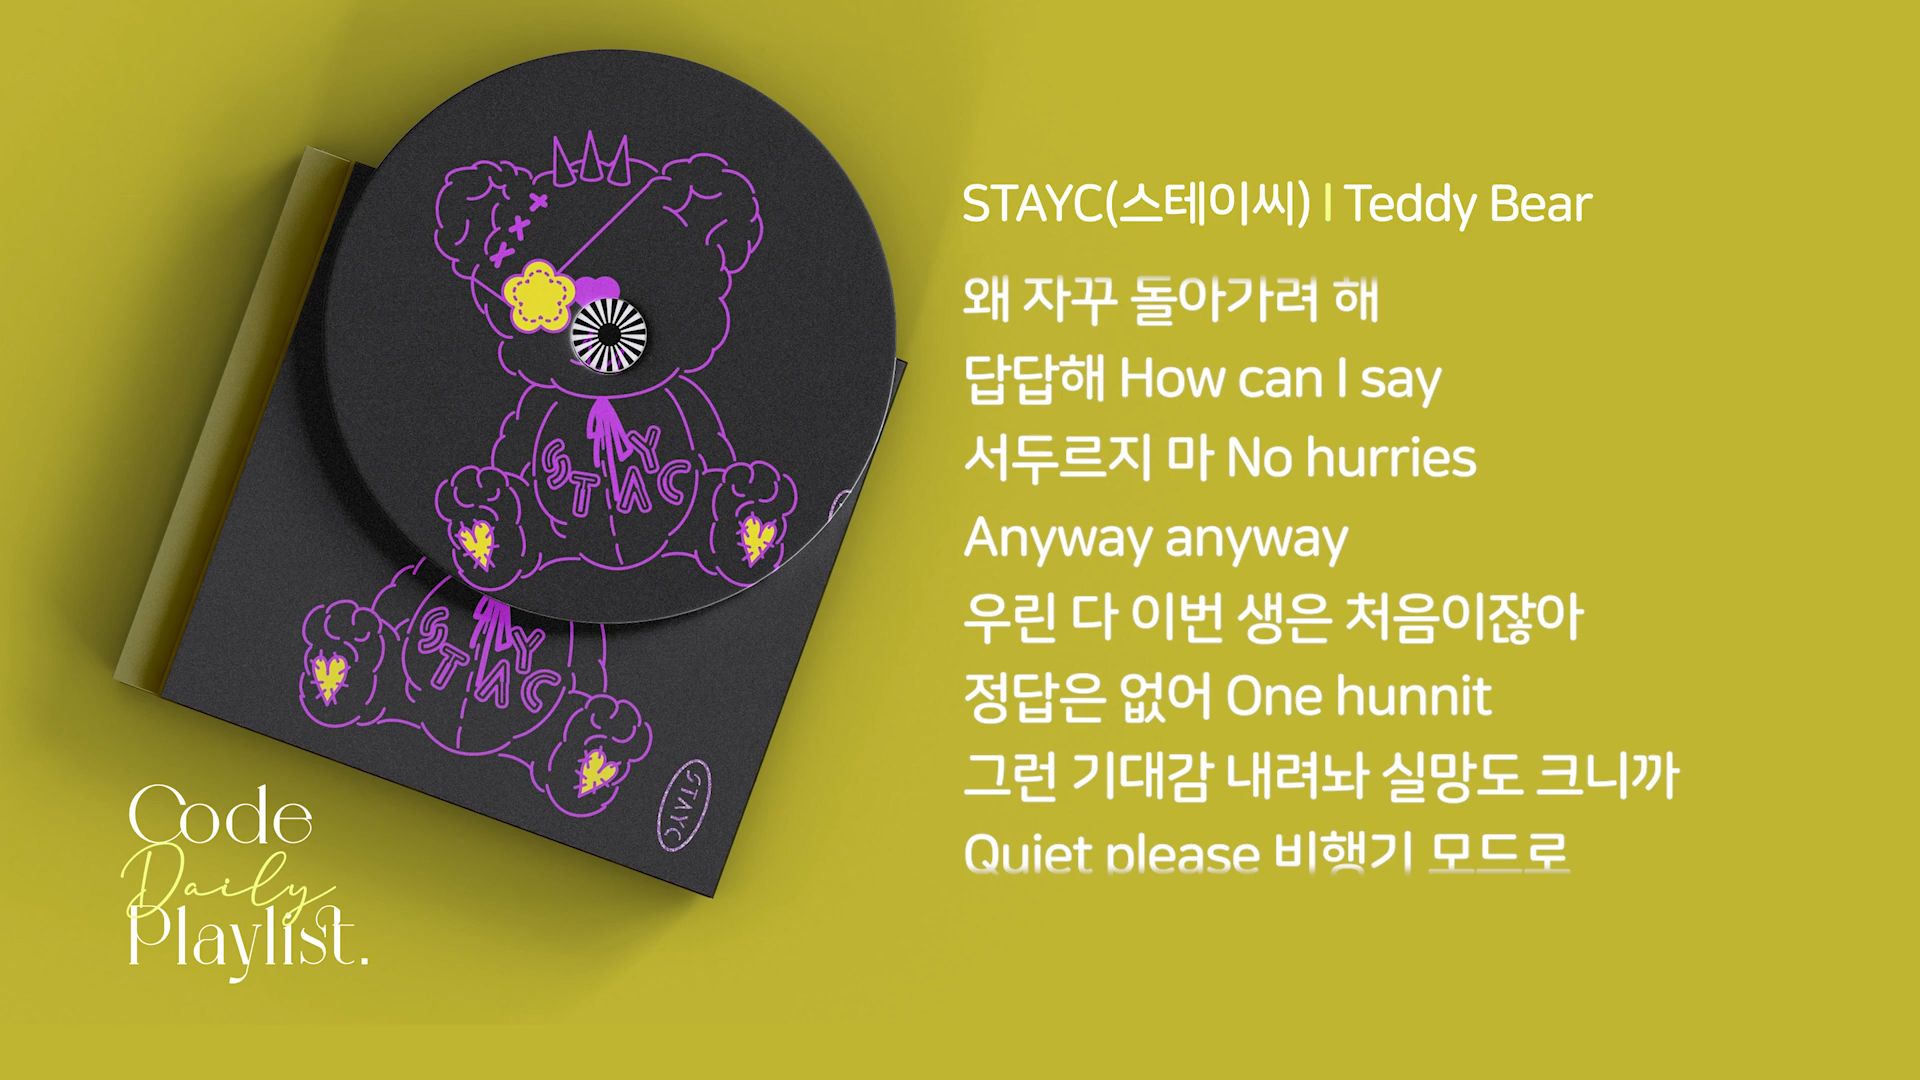 STAYC(스테이씨) l Teddy Bear
왜 자꾸 돌아가려 해
답답해 How can I say
서두르지 마 No hurries
Anyway anyway
우린 다 이번 생은 처음이잖아
정답은 없어 One hunnit
그런 기대감 내려놔 실망도 크니까
Quiet please 비행기 모드로
STAYC
STAYC
STAYC
Code
Daily
Playlist.